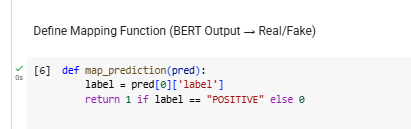 Define Mapping Function (BERT Output → Real/Fake)
[6] def map_prediction(pred):
0s
label = pred[0]['label']
return 1 if label == "POSITIVE" else 0